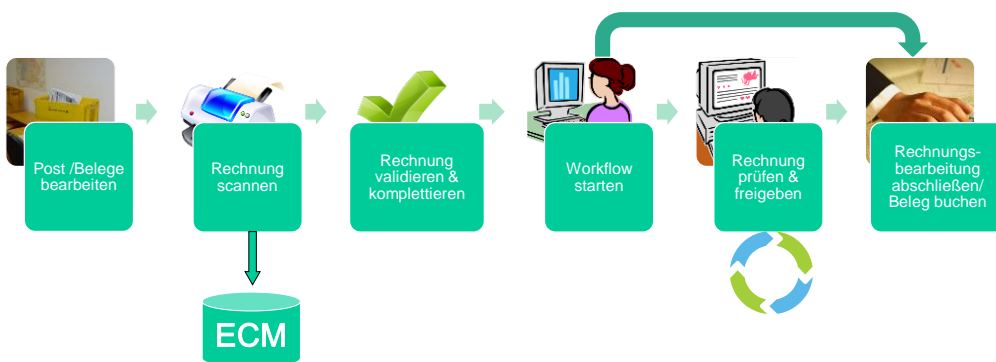 Post /Belege
bearbeiten
Rechnung
scannen
Rechnung
validieren &
komplettieren
Workflow
starten
Rechnung
prüfen &
freigeben
Rechnungs-
bearbeitung
abschließen/
Beleg buchen
ECM